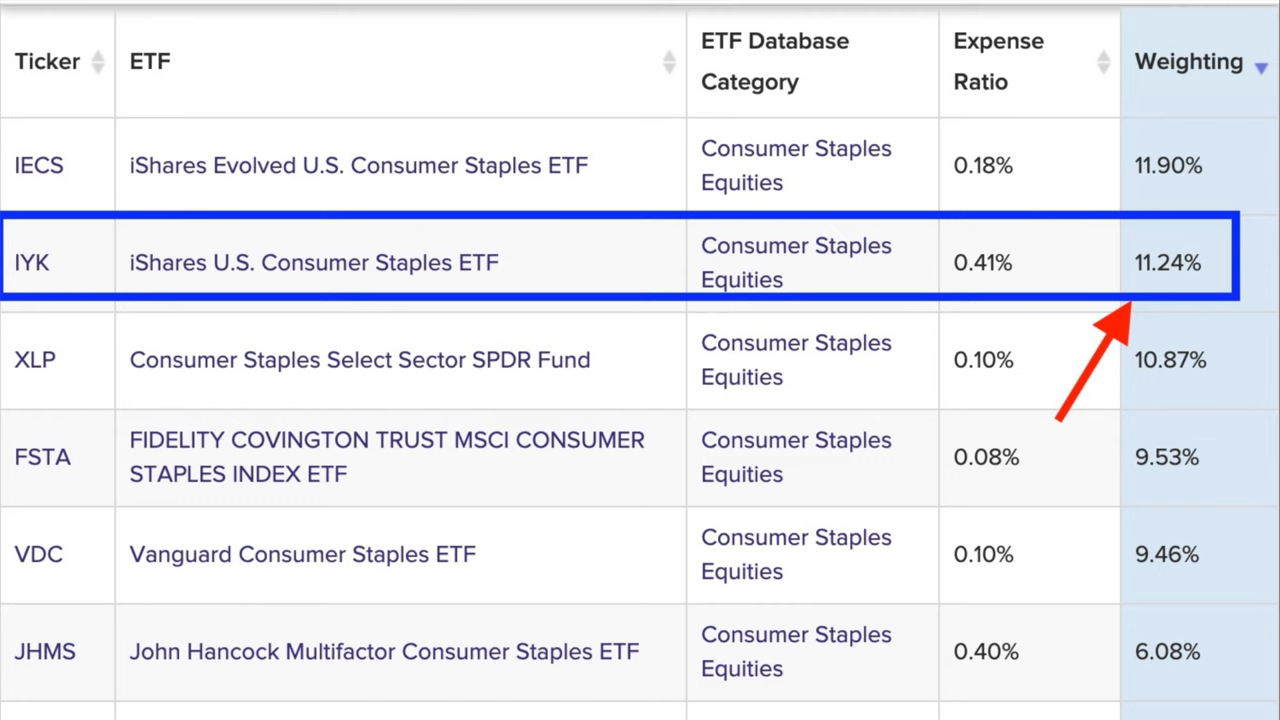 Ticker
ETF
ETF Database
Category
Expense
Ratio
Weighting
IECS
iShares Evolved U.S. Consumer Staples ETF
Consumer Staples
Equities
0.18%
11.90%
IYK
iShares U.S. Consumer Staples ETF
Consumer Staples
Equities
0.41%
11.24%
XLP
Consumer Staples Select Sector SPDR Fund
Consumer Staples
Equities
0.10%
10.87%
FSTA
FIDELITY COVINGTON TRUST MSCI CONSUMER
STAPLES INDEX ETF
Consumer Staples
Equities
0.08%
9.53%
VDC
Vanguard Consumer Staples ETF
Consumer Staples
Equities
0.10%
9.46%
JHMS
John Hancock Multifactor Consumer Staples ETF
Consumer Staples
Equities
0.40%
6.08%